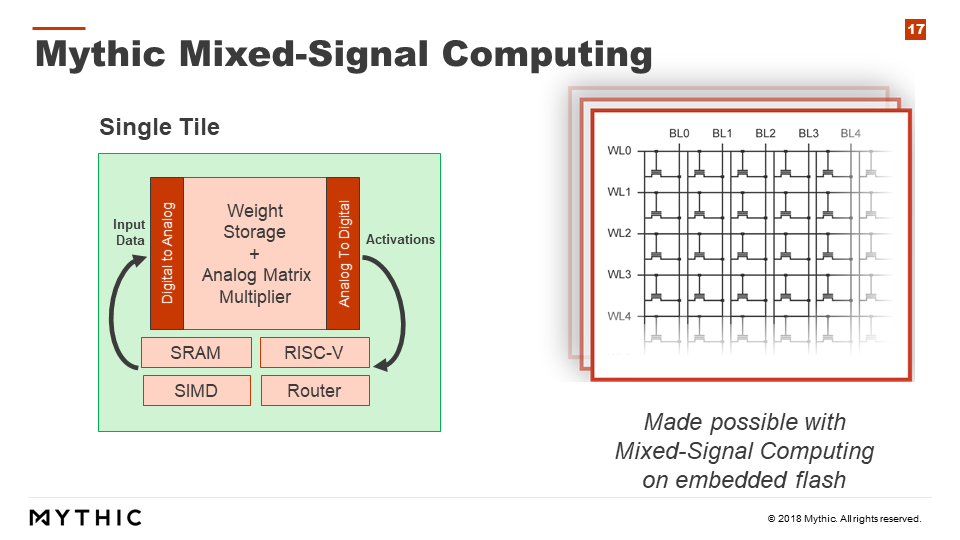 17
Mythic Mixed-Signal Computing
Single Tile
Input
Data
Digital to Analog
Weight
Storage
+
Analog Matrix
Multiplier
Analog To Digital
Activations
SRAM
RISC-V
SIMD
Router
BL0 BL1 BL2 BL3 BL4
WL0
WL1
WL2
WL3
WL4
Made possible with
Mixed-Signal Computing
on embedded flash
MYTHIC
© 2018 Mythic. All rights reserved.